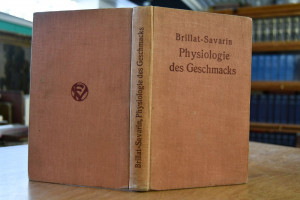 Brillat-Savarin
Physiologie
des Geschmacks
Brillat-Savarin, Physiologie des Geschmacks